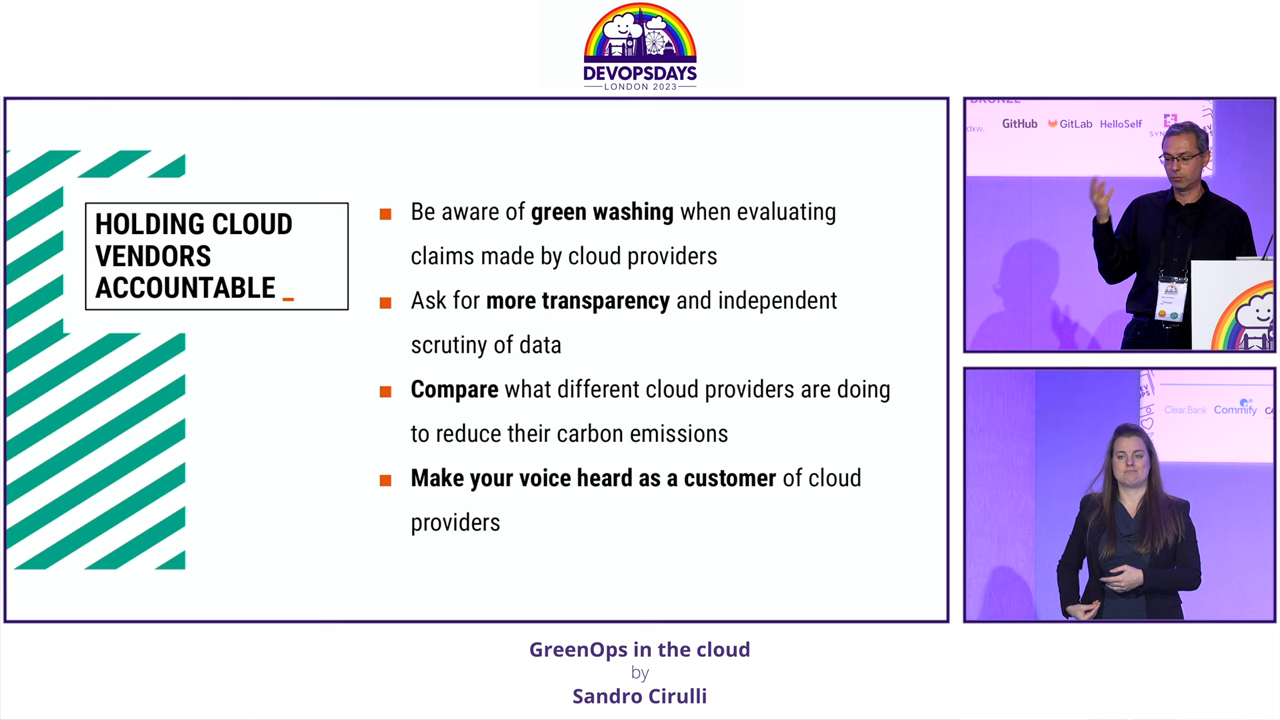 DEVOPSDAYS
LONDON 2023
HOLDING CLOUD
VENDORS
ACCOUNTABLE _
■ Be aware of green washing when evaluating
claims made by cloud providers
■ Ask for more transparency and independent
scrutiny of data
■ Compare what different cloud providers are doing
to reduce their carbon emissions
■ Make your voice heard as a customer of cloud
providers
BRONZE
dxw. GitHub GitLab HelloSelf
ClearBank Commify
GreenOps in the cloud
by
Sandro Cirulli